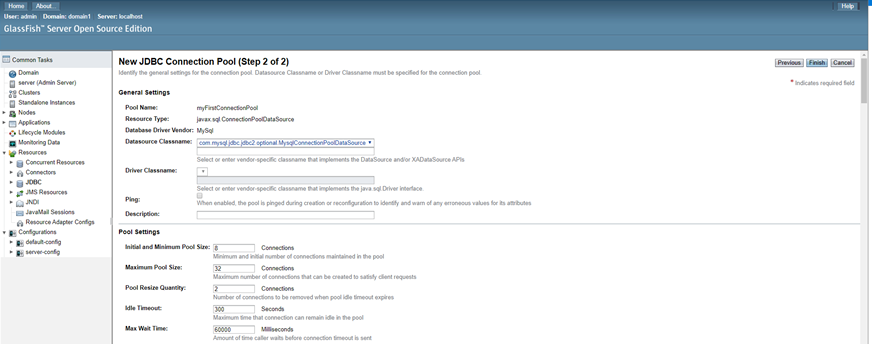 Home About... Help
User: admin Domain: domain1 Server: localhost
GlassFish™ Server Open Source Edition
Common Tasks
Domain
server (Admin Server)
Clusters
Standalone Instances
Nodes
Applications
Lifecycle Modules
Monitoring Data
Resources
Concurrent Resources
Connectors
JDBC
JMS Resources
JNDI
JavaMail Sessions
Resource Adapter Configs
Configurations
default-config
server-config
New JDBC Connection Pool (Step 2 of 2)
Previous Finish Cancel
Identify the general settings for the connection pool. Datasource Classname or Driver Classname must be specified for the connection pool.
* Indicates required field
General Settings
Pool Name: myFirstConnectionPool
Resource Type: javax.sql.ConnectionPoolDataSource
Database Driver Vendor: MySql
Datasource Classname: com.mysql.jdbc.jdbc2.optional.MysqlConnectionPoolDataSource
Select or enter vendor-specific classname that implements the DataSource and/or XADataSource APIs
Driver Classname:
Select or enter vendor-specific classname that implements the java.sql.Driver interface.
Ping:
When enabled, the pool is pinged during creation or reconfiguration to identify and warn of any erroneous values for its attributes
Description:
Pool Settings
Initial and Minimum Pool Size: 8 Connections
Minimum and initial number of connections maintained in the pool
Maximum Pool Size: 32 Connections
Maximum number of connections that can be created to satisfy client requests
Pool Resize Quantity: 2 Connections
Number of connections to be removed when pool idle timeout expires
Idle Timeout: 300 Seconds
Maximum time that connection can remain idle in the pool
Max Wait Time: 60000 Milliseconds
Amount of time caller waits before connection timeout is sent